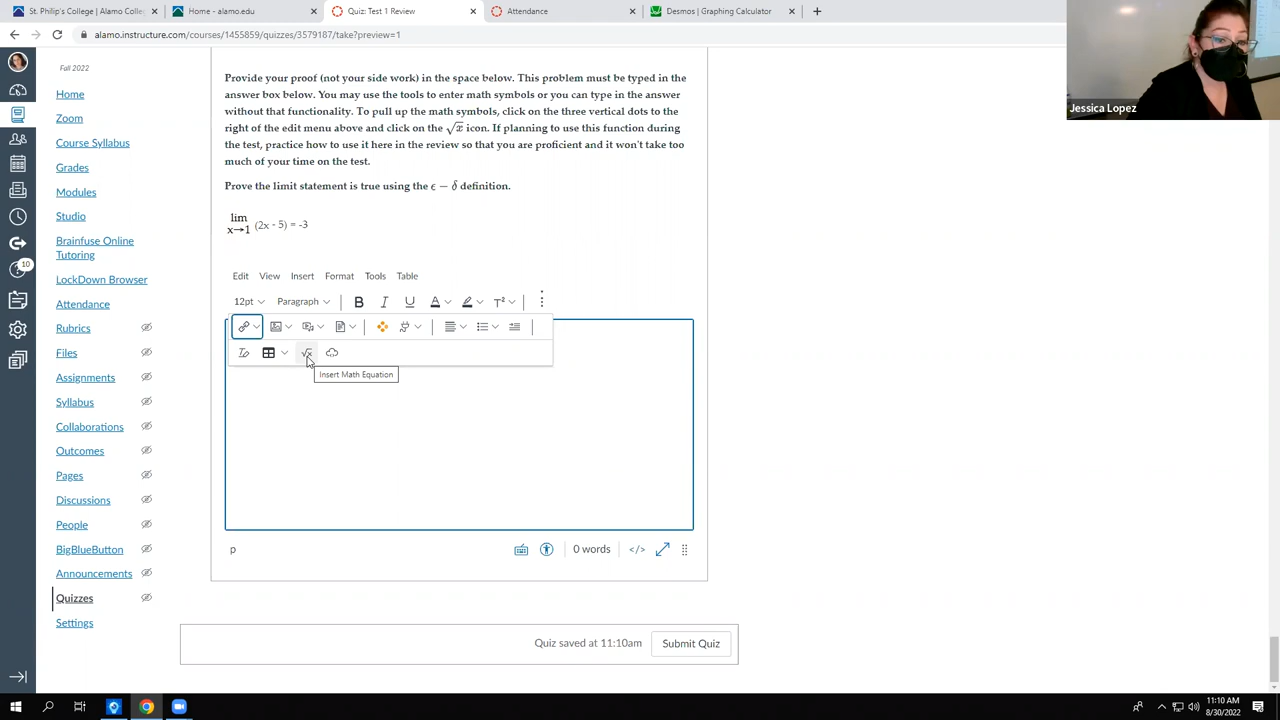 St. Philip's College | Alamo Colleg
Home - alamo.edu
Quiz: Test 1 Review
Attendance
Desmos | Graphing Calculator
alamo.instructure.com/courses/1455859/quizzes/3579187/take?preview=1
Jessica Lopez
Fall 2022
Home
Zoom
Course Syllabus
Grades
Modules
Studio
Brainfuse Online
Tutoring
LockDown Browser
Attendance
Rubrics
Files
Assignments
Syllabus
Collaborations
Outcomes
Pages
Discussions
People
BigBlueButton
Announcements
Quizzes
Settings
10
Provide your proof (not your side work) in the space below. This problem must be typed in the
answer box below. You may use the tools to enter math symbols or you can type in the answer
without that functionality. To pull up the math symbols, click on the three vertical dots to the
right of the edit menu above and click on the √x icon. If planning to use this function during
the test, practice how to use it here in the review so that you are proficient and it won't take too
much of your time on the test.
Prove the limit statement is true using the ϵ − δ definition.
lim
x→1 (2x - 5) = -3
Edit View Insert Format Tools Table
12pt Paragraph B I U A T²
Insert Math Equation
p
0 words </>
Quiz saved at 11:10am Submit Quiz
11:10 AM
8/30/2022